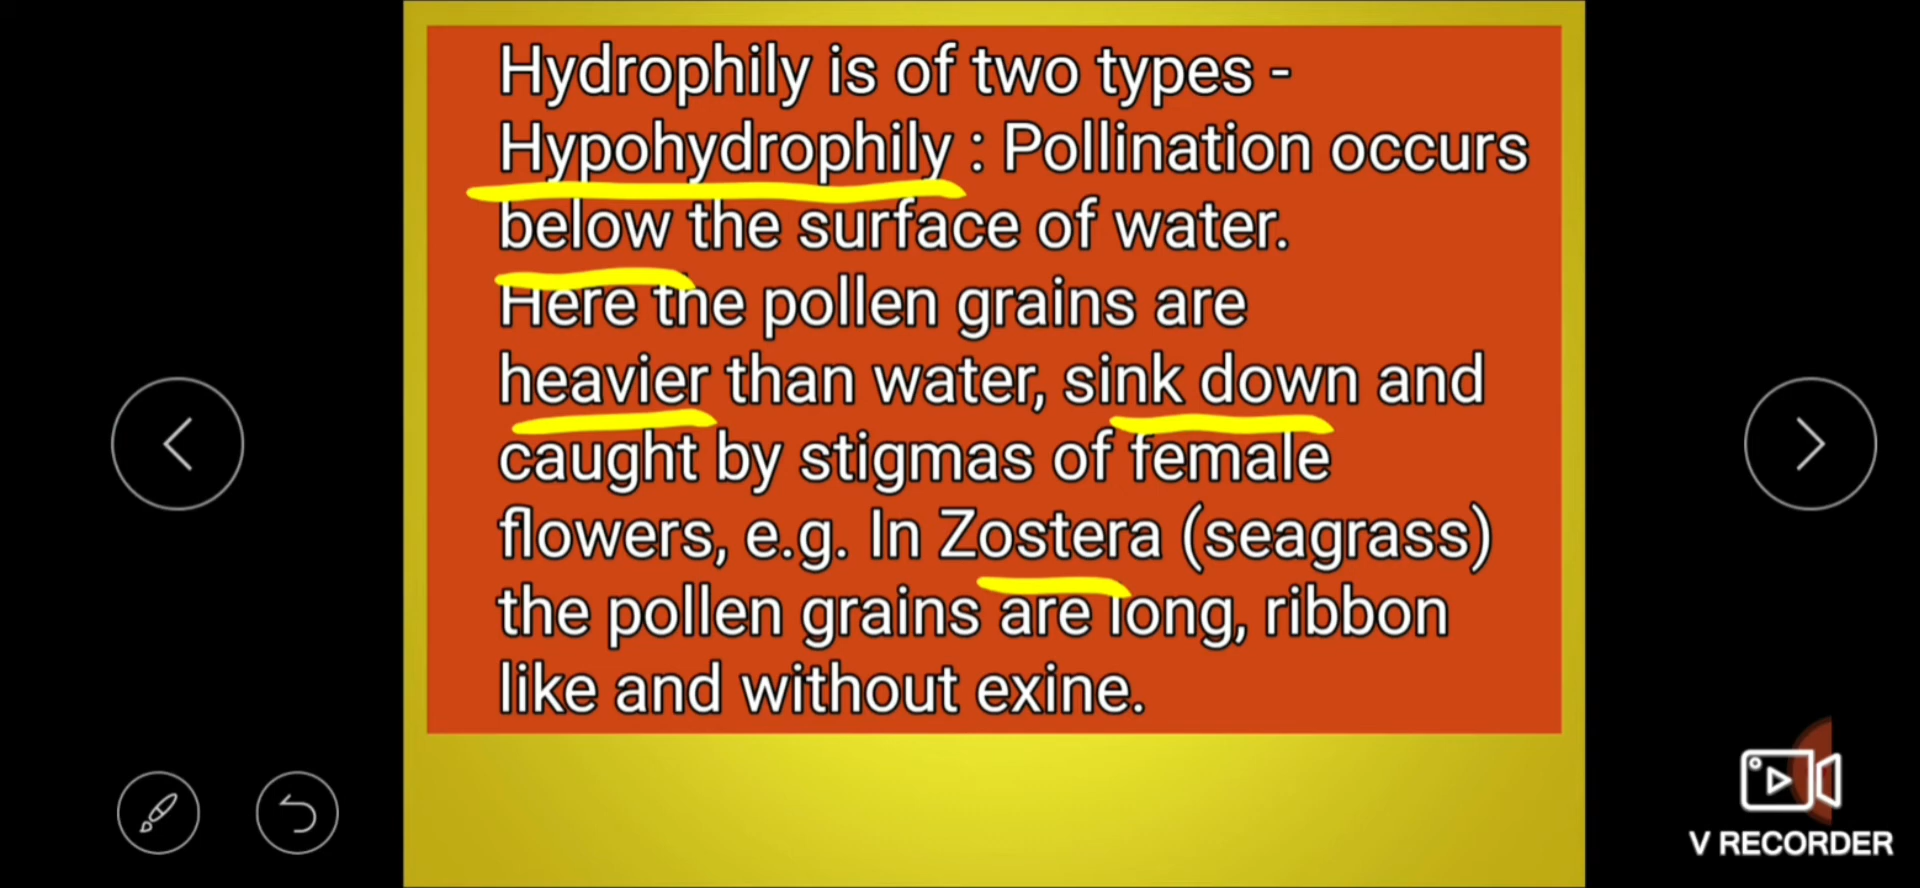 Hydrophily is of two types -
Hypohydrophily : Pollination occurs
below the surface of water.
Here the pollen grains are
heavier than water, sink down and
caught by stigmas of female
flowers, e.g. In Zostera (seagrass)
the pollen grains are long, ribbon
like and without exine.
V RECORDER